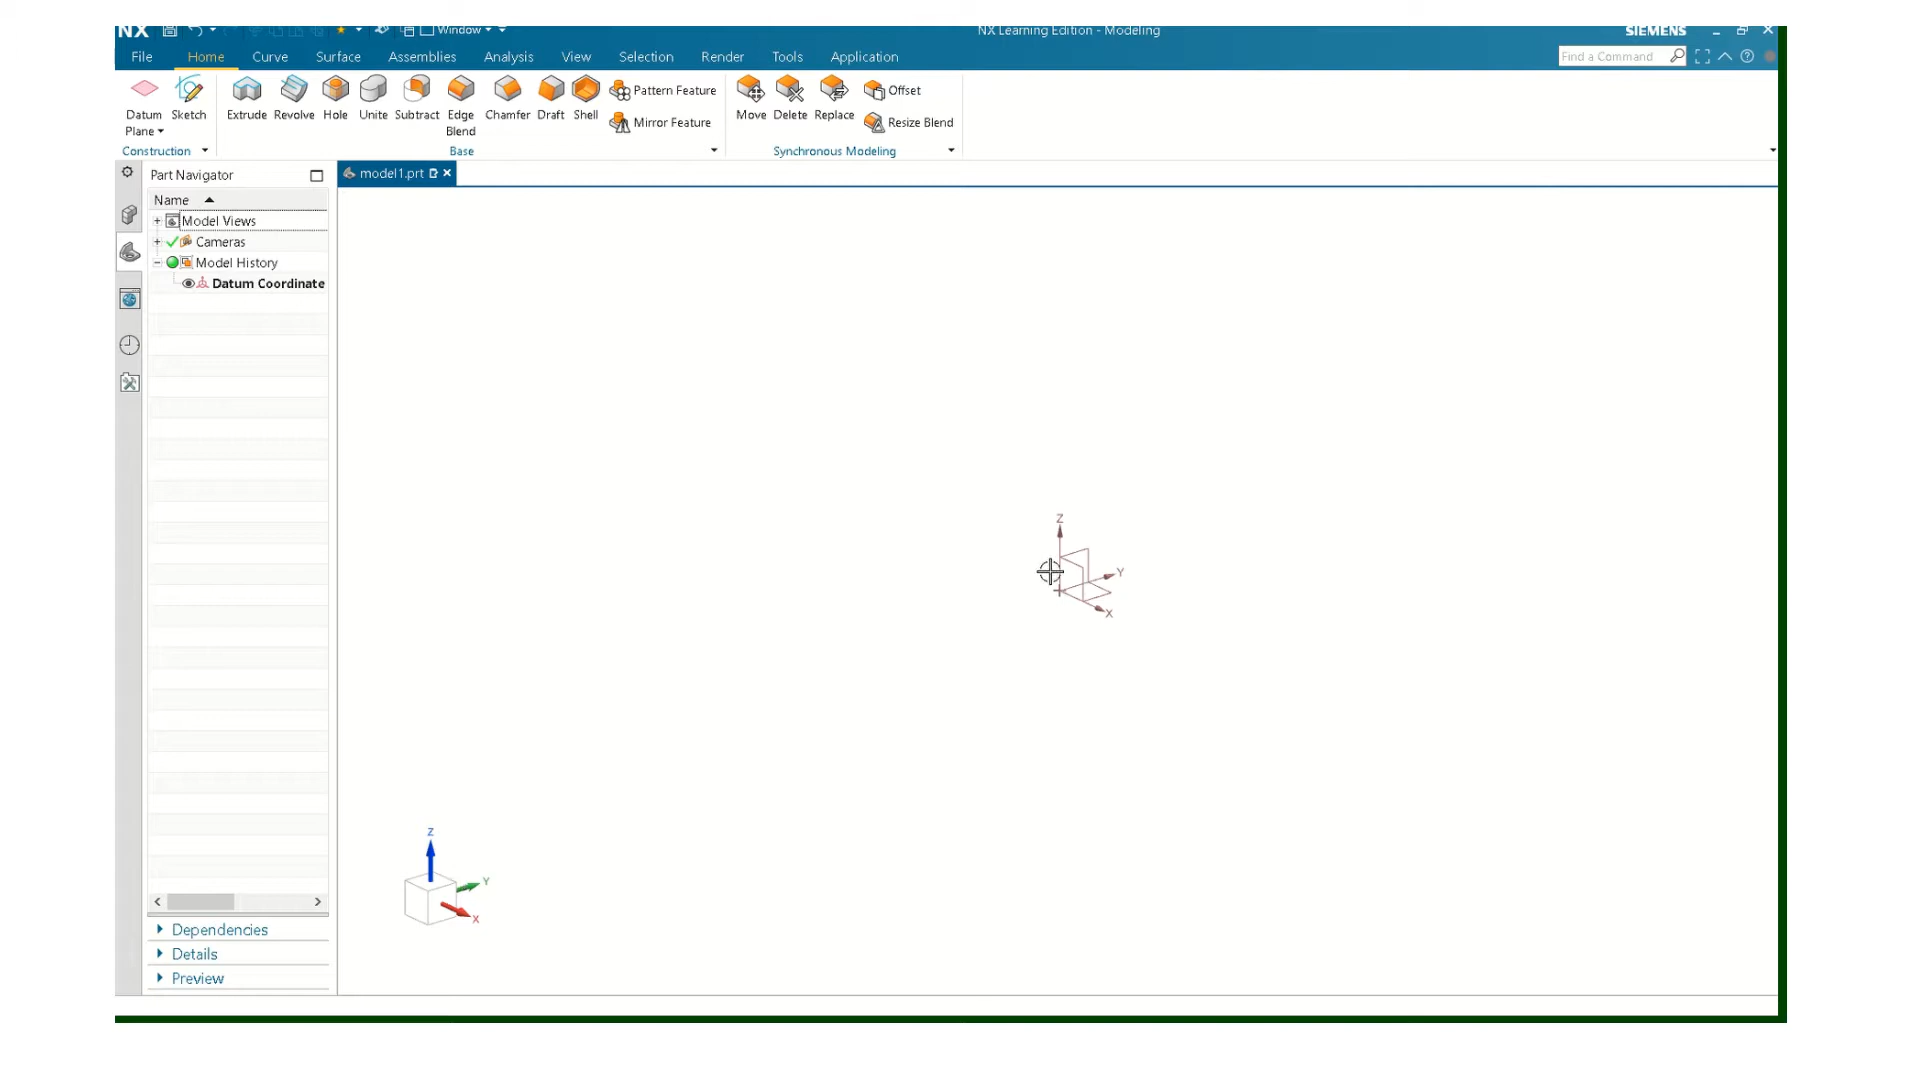 NX Window NX Learning Edition - Modeling SIEMENS
File Home Curve Surface Assemblies Analysis View Selection Render Tools Application Find a Command
Datum Plane Sketch Extrude Revolve Hole Unite Subtract Edge Blend Chamfer Draft Shell Pattern Feature Mirror Feature Move Delete Replace Offset Resize Blend
Construction Base Synchronous Modeling
Part Navigator model1.prt
Name
Model Views
Cameras
Model History
Datum Coordinate
Z
Y
X
Z
Y
X
Dependencies
Details
Preview